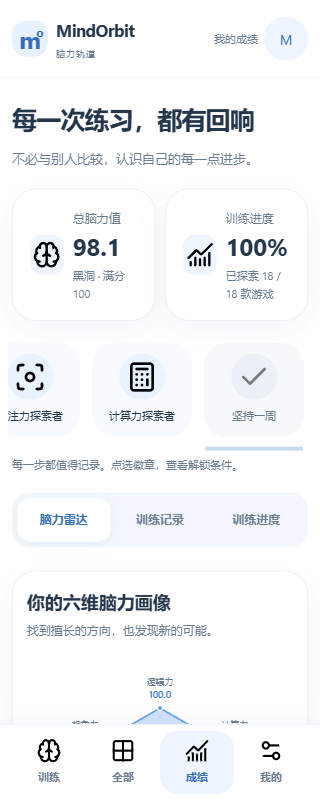 m
MindOrbit
脑力轨道
我的成绩
M
每一次练习，都有回响
不必与别人比较，认识自己的每一点进步。
总脑力值
98.1
黑洞 · 满分
100
训练进度
100%
已探索 18 /
18 款游戏
注力探索者
计算力探索者
坚持一周
每一步都值得记录。点选徽章，查看解锁条件。
脑力雷达
训练记录
训练进度
你的六维脑力画像
找到擅长的方向，也发现新的可能。
逻辑力
100.0
训练
全部
成绩
我的